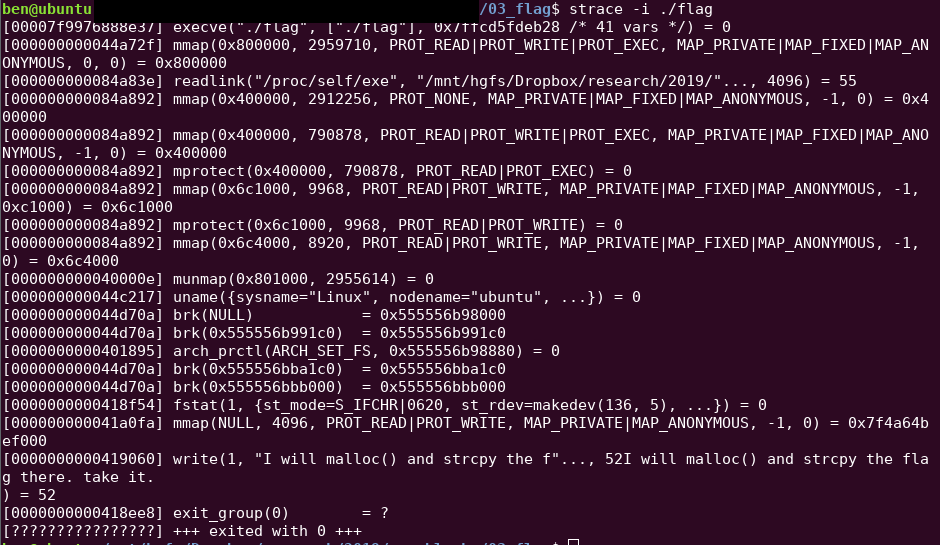 ben@ubuntu /03_flag$ strace -i ./flag
[00007f9976888e37] execve("./flag", ["./flag"], 0x7ffcd5fdeb28 /* 41 vars */) = 0
[000000000044a72f] mmap(0x800000, 2959710, PROT_READ|PROT_WRITE|PROT_EXEC, MAP_PRIVATE|MAP_FIXED|MAP_AN
ONYMOUS, 0, 0) = 0x800000
[000000000084a83e] readlink("/proc/self/exe", "/mnt/hgfs/Dropbox/research/2019/"..., 4096) = 55
[000000000084a892] mmap(0x400000, 2912256, PROT_NONE, MAP_PRIVATE|MAP_FIXED|MAP_ANONYMOUS, -1, 0) = 0x4
00000
[000000000084a892] mmap(0x400000, 790878, PROT_READ|PROT_WRITE|PROT_EXEC, MAP_PRIVATE|MAP_FIXED|MAP_ANO
NYMOUS, -1, 0) = 0x400000
[000000000084a892] mprotect(0x400000, 790878, PROT_READ|PROT_EXEC) = 0
[000000000084a892] mmap(0x6c1000, 9968, PROT_READ|PROT_WRITE, MAP_PRIVATE|MAP_FIXED|MAP_ANONYMOUS, -1,
0xc1000) = 0x6c1000
[000000000084a892] mprotect(0x6c1000, 9968, PROT_READ|PROT_WRITE) = 0
[000000000084a892] mmap(0x6c4000, 8920, PROT_READ|PROT_WRITE, MAP_PRIVATE|MAP_FIXED|MAP_ANONYMOUS, -1,
0) = 0x6c4000
[000000000040000e] munmap(0x801000, 2955614) = 0
[000000000044c217] uname({sysname="Linux", nodename="ubuntu", ...}) = 0
[000000000044d70a] brk(NULL)            = 0x555556b98000
[000000000044d70a] brk(0x555556b991c0)  = 0x555556b991c0
[0000000000401895] arch_prctl(ARCH_SET_FS, 0x555556b98880) = 0
[000000000044d70a] brk(0x555556bba1c0)  = 0x555556bba1c0
[000000000044d70a] brk(0x555556bbb000)  = 0x555556bbb000
[0000000000418f54] fstat(1, {st_mode=S_IFCHR|0620, st_rdev=makedev(136, 5), ...}) = 0
[000000000041a0fa] mmap(NULL, 4096, PROT_READ|PROT_WRITE, MAP_PRIVATE|MAP_ANONYMOUS, -1, 0) = 0x7f4a64b
ef000
[0000000000419060] write(1, "I will malloc() and strcpy the f"..., 52I will malloc() and strcpy the fla
g there. take it.
) = 52
[0000000000418ee8] exit_group(0)        = ?
[????????????????] +++ exited with 0 +++